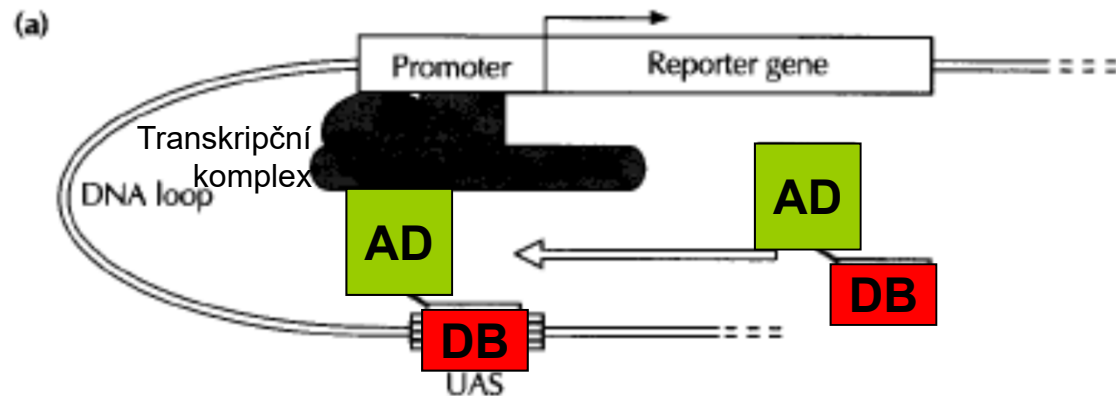 (a)
Promoter
Reporter gene
Transkripční
komplex
DNA loop
AD
AD
DB
DB
UAS